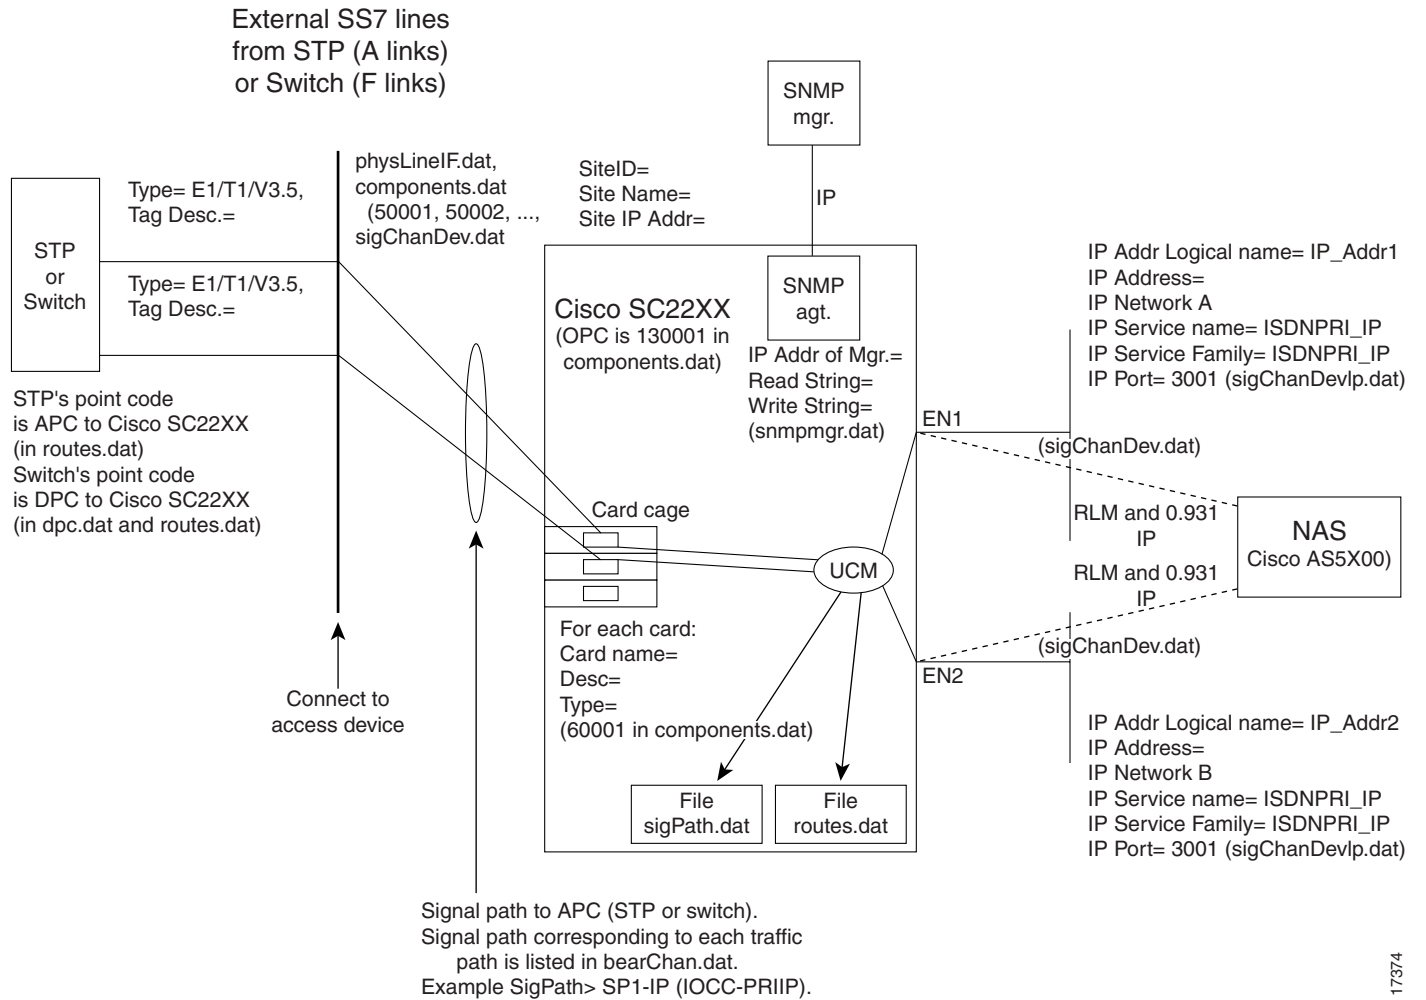 External SS7 lines
from STP (A links)
or Switch (F links)
SNMP
mgr.
IP
physLineIF.dat,
components.dat
(50001, 50002, ...,
sigChanDev.dat
SiteID=
Site Name=
Site IP Addr=
Type= E1/T1/V3.5,
Tag Desc.=
STP
or
Switch
Type= E1/T1/V3.5,
Tag Desc.=
STP's point code
is APC to Cisco SC22XX
(in routes.dat)
Switch's point code
is DPC to Cisco SC22XX
(in dpc.dat and routes.dat)
Cisco SC22XX
(OPC is 130001 in
components.dat)
SNMP
agt.
IP Addr of Mgr.=
Read String=
Write String=
(snmpmgr.dat)
IP Addr Logical name= IP_Addr1
IP Address=
IP Network A
IP Service name= ISDNPRI_IP
IP Service Family= ISDNPRI_IP
IP Port= 3001 (sigChanDevlp.dat)
EN1
(sigChanDev.dat)
RLM and 0.931
IP
NAS
Cisco AS5X00)
RLM and 0.931
IP
(sigChanDev.dat)
EN2
Card cage
UCM
For each card:
Card name=
Desc=
Type=
(60001 in components.dat)
File
sigPath.dat
File
routes.dat
Connect to
access device
IP Addr Logical name= IP_Addr2
IP Address=
IP Network B
IP Service name= ISDNPRI_IP
IP Service Family= ISDNPRI_IP
IP Port= 3001 (sigChanDevlp.dat)
Signal path to APC (STP or switch).
Signal path corresponding to each traffic
path is listed in bearChan.dat.
Example SigPath> SP1-IP (IOCC-PRIIP).
17374